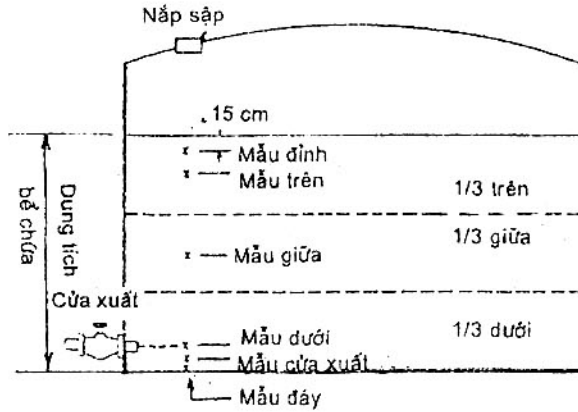 Nắp sập
15 cm
Mẫu đỉnh
Mẫu trên
1/3 trên
Dung tích
bể chứa
1/3 giữa
Mẫu giữa
Cửa xuất
1/3 dưới
Mẫu dưới
Mẫu cửa xuất
Mẫu đáy